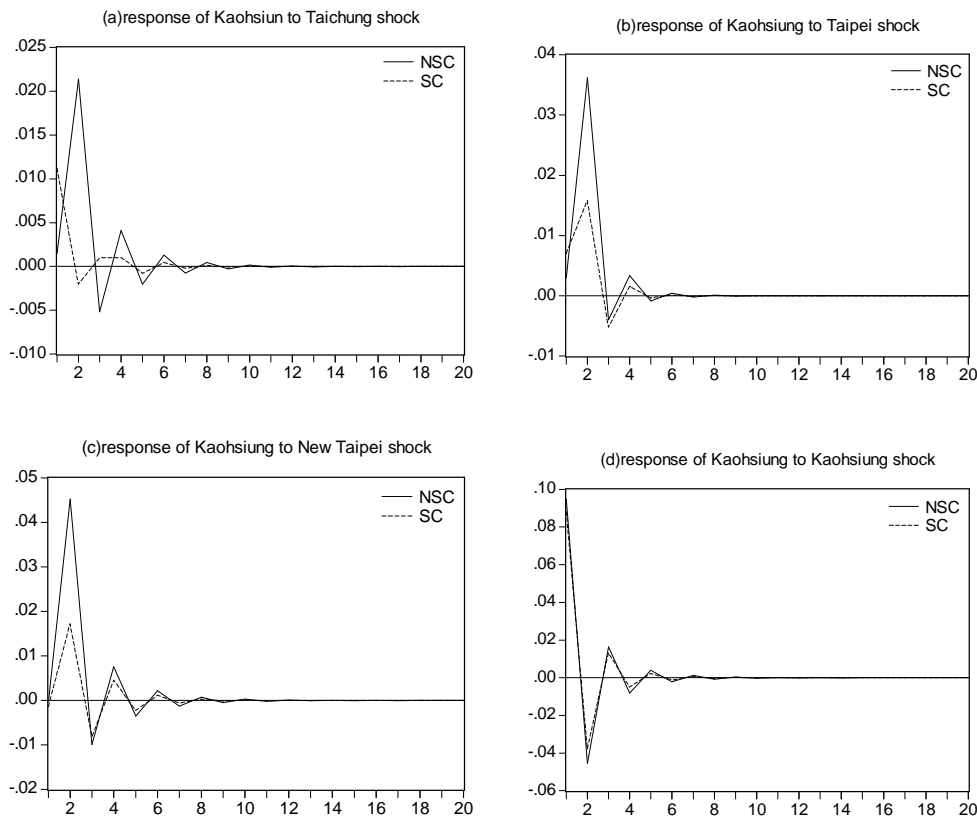 (a)response of Kaohsiun to Taichung shock
.025
.020
.015
.010
.005
.000
-.005
-.010
NSC
SC
2 4 6 8 10 12 14 16 18 20
(b)response of Kaohsiung to Taipei shock
.04
.03
.02
.01
.00
-.01
NSC
SC
2 4 6 8 10 12 14 16 18 20
(c)response of Kaohsiung to New Taipei shock
.05
.04
.03
.02
.01
.00
-.01
-.02
NSC
SC
2 4 6 8 10 12 14 16 18 20
(d)response of Kaohsiung to Kaohsiung shock
.10
.08
.06
.04
.02
.00
-.02
-.04
-.06
NSC
SC
2 4 6 8 10 12 14 16 18 20